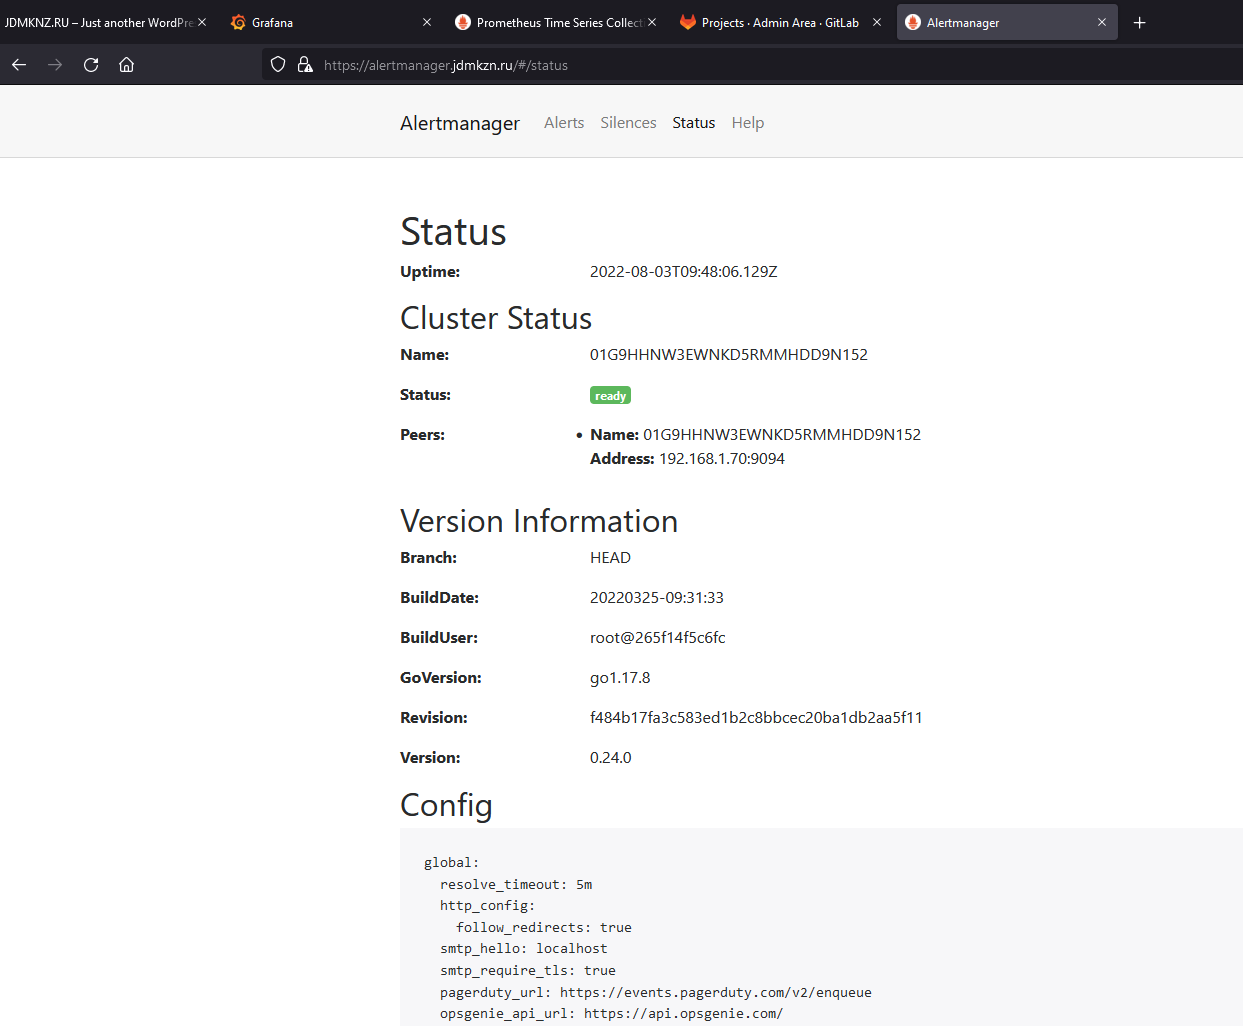 JDMKNZ.RU – Just another WordPre
Grafana
Prometheus Time Series Collect
Projects · Admin Area · GitLab
Alertmanager
https://alertmanager.jdmkzn.ru/#/status
Alertmanager Alerts Silences Status Help
Status
Uptime: 2022-08-03T09:48:06.129Z
Cluster Status
Name: 01G9HHNW3EWNKD5RMMHDD9N152
Status: ready
Peers: • Name: 01G9HHNW3EWNKD5RMMHDD9N152
Address: 192.168.1.70:9094
Version Information
Branch: HEAD
BuildDate: 20220325-09:31:33
BuildUser: root@265f14f5c6fc
GoVersion: go1.17.8
Revision: f484b17fa3c583ed1b2c8bbcec20ba1db2aa5f11
Version: 0.24.0
Config
global:
  resolve_timeout: 5m
  http_config:
    follow_redirects: true
  smtp_hello: localhost
  smtp_require_tls: true
  pagerduty_url: https://events.pagerduty.com/v2/enqueue
  opsgenie_api_url: https://api.opsgenie.com/